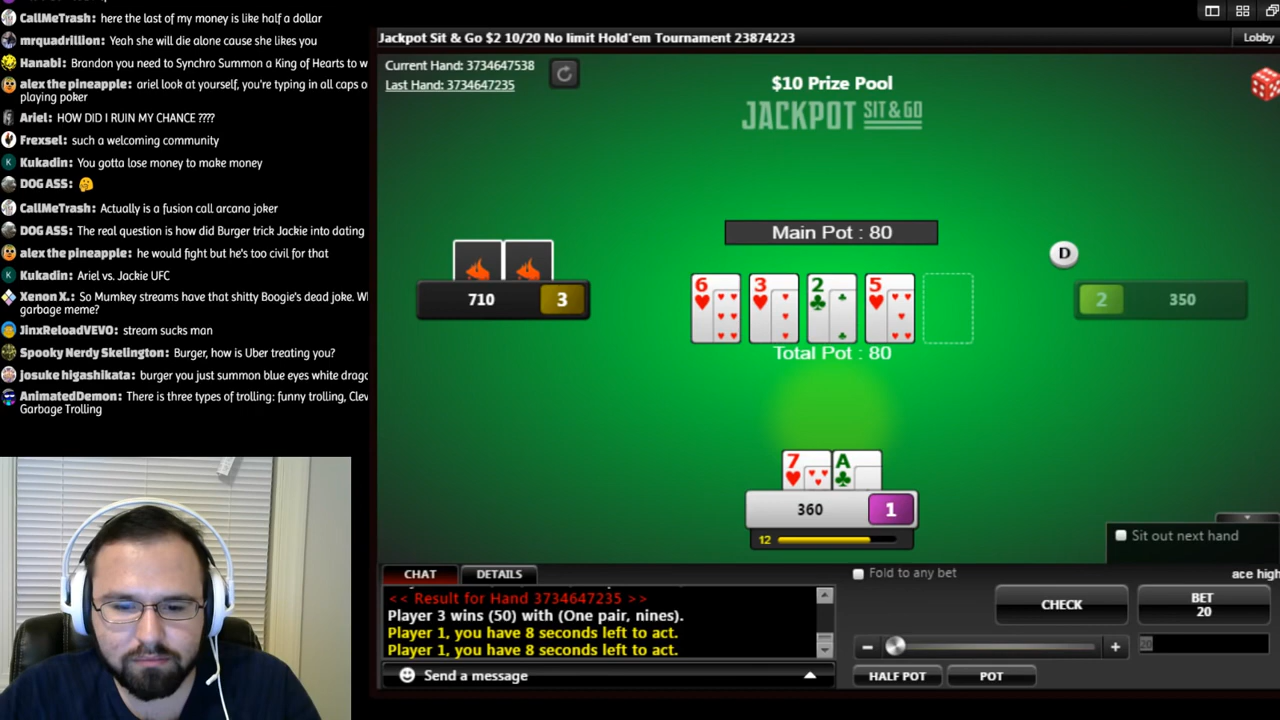 CallMeTrash: here the last of my money is like half a dollar
mrquadrillion: Yeah she will die alone cause she likes you
Hanabi: Brandon you need to Synchro Summon a King of Hearts to w
alex the pineapple: ariel look at yourself, you're typing in all caps o
playing poker
Ariel: HOW DID I RUIN MY CHANCE ????
Frexsel: such a welcoming community
K Kukadin: You gotta lose money to make money
DOG ASS: 🤔
CallMeTrash: Actually is a fusion call arcana joker
DOG ASS: The real question is how did Burger trick Jackie into dating
alex the pineapple: he would fight but he's too civil for that
K Kukadin: Ariel vs. Jackie UFC
Xenon X.: So Mumkey streams have that shitty Boogie's dead joke. W
garbage meme?
JinxReloadVEVO: stream sucks man
Spooky Nerdy Skelington: Burger, how is Uber treating you?
josuke higashikata: burger you just summon blue eyes white drago
AnimatedDemon: There is three types of trolling: funny trolling, Clev
Garbage Trolling
Jackpot Sit & Go $2 10/20 No limit Hold'em Tournament 23874223
Lobby
Current Hand: 3734647538
Last Hand: 3734647235
$10 Prize Pool
JACKPOT SIT & GO
Main Pot : 80
D
710 3
6 3 2 5
2 350
Total Pot : 80
7 A
360 1
12
Sit out next hand
CHAT DETAILS
Fold to any bet
ace high
<< Result for Hand 3734647235 >>
Player 3 wins (50) with (One pair, nines).
Player 1, you have 8 seconds left to act.
Player 1, you have 8 seconds left to act.
CHECK
BET
20
20
Send a message
HALF POT POT